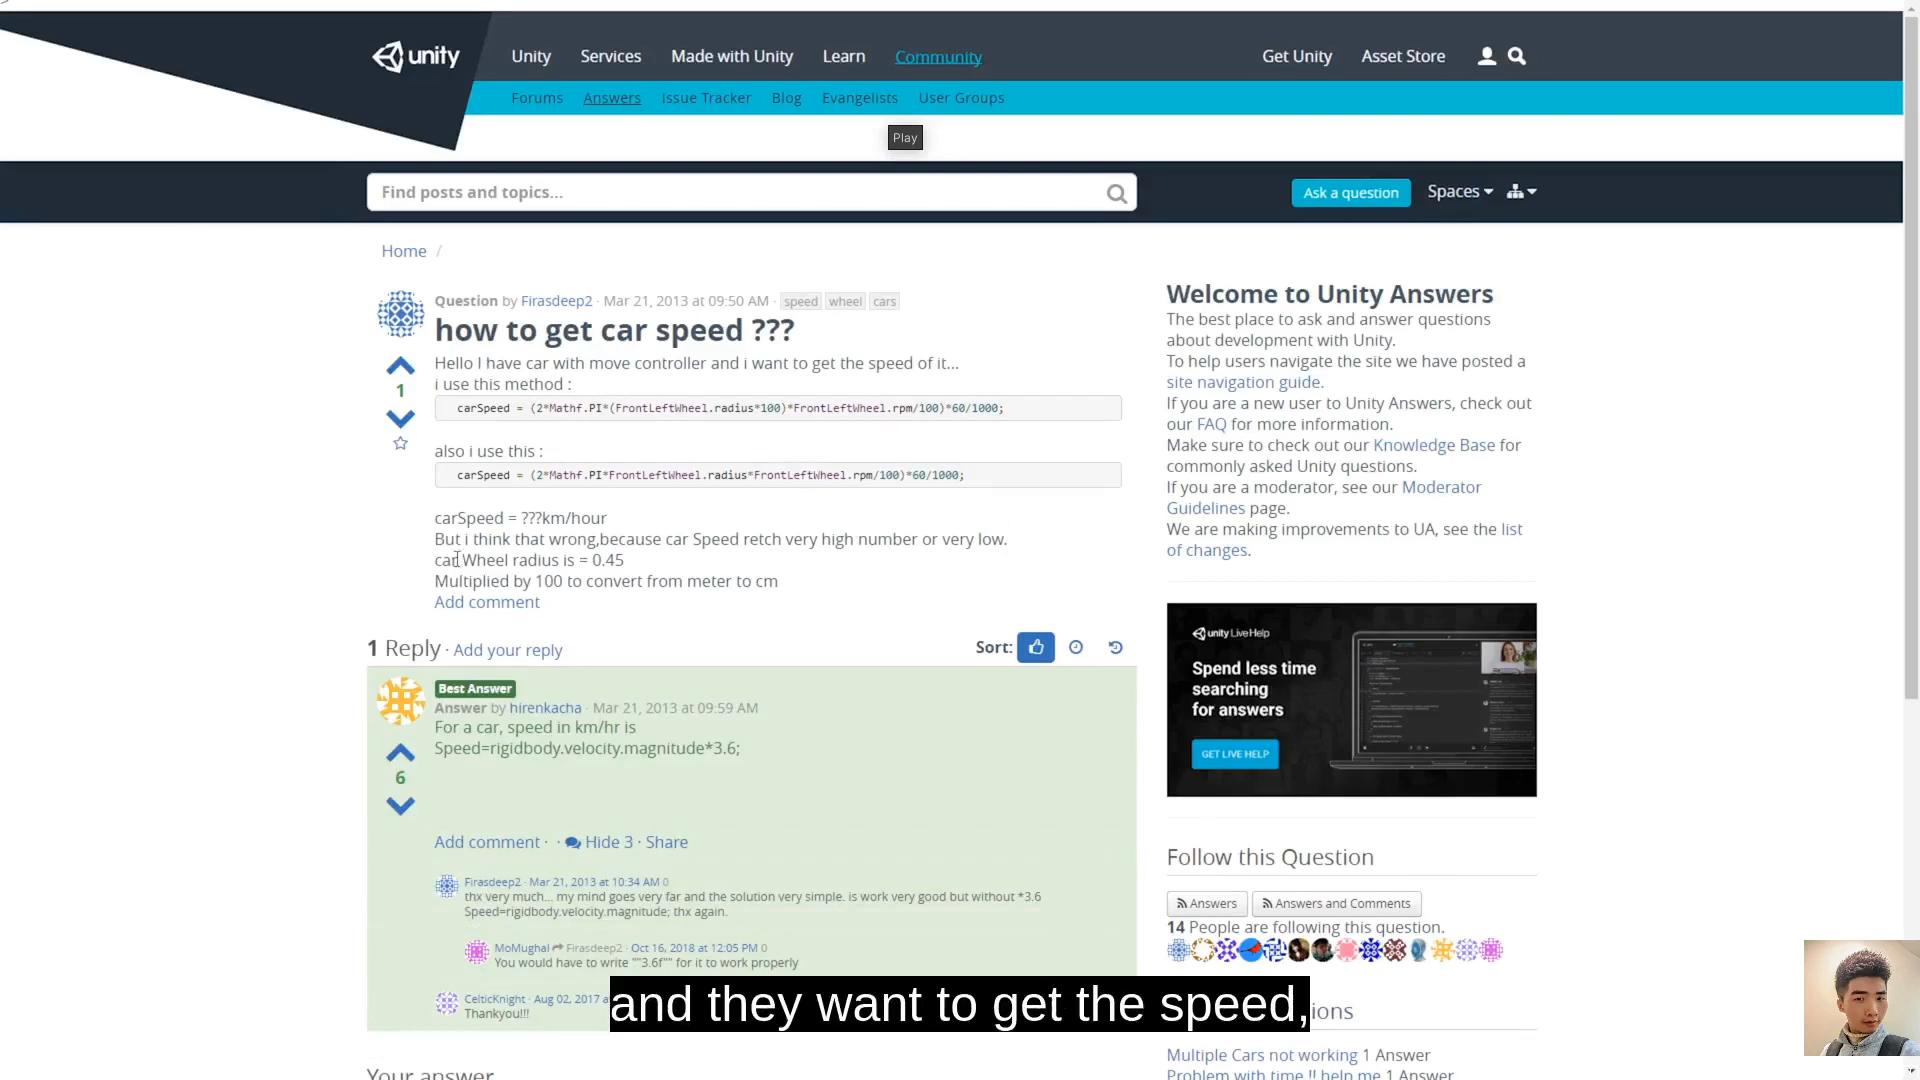 unity
Unity Services Made with Unity Learn Community
Get Unity Asset Store
Forums Answers Issue Tracker Blog Evangelists User Groups
Play
Find posts and topics...
Ask a question Spaces
Home /
Question by Firasdeep2 · Mar 21, 2013 at 09:50 AM · speed wheel cars
how to get car speed ???
Hello I have car with move controller and i want to get the speed of it...
i use this method :
1
carSpeed = (2*Mathf.PI*(FrontLeftWheel.radius*100)*FrontLeftWheel.rpm/100)*60/1000;
also i use this :
carSpeed = (2*Mathf.PI*FrontLeftWheel.radius*FrontLeftWheel.rpm/100)*60/1000;
carSpeed = ???km/hour
But i think that wrong,because car Speed retch very high number or very low.
car Wheel radius is = 0.45
Multiplied by 100 to convert from meter to cm
Add comment
1 Reply · Add your reply
Sort:
Best Answer
Answer by hirenkacha · Mar 21, 2013 at 09:59 AM
For a car, speed in km/hr is
Speed=rigidbody.velocity.magnitude*3.6;
6
Add comment · · Hide 3 · Share
Firasdeep2 · Mar 21, 2013 at 10:34 AM 0
thx very much... my mind goes very far and the solution very simple. is work very good but without *3.6
Speed=rigidbody.velocity.magnitude; thx again.
MoMughal Firasdeep2 · Oct 16, 2018 at 12:05 PM 0
You would have to write ""3.6f"" for it to work properly
CelticKnight · Aug 02, 2017
Thankyou!!!
Your answer
Welcome to Unity Answers
The best place to ask and answer questions
about development with Unity.
To help users navigate the site we have posted a
site navigation guide.
If you are a new user to Unity Answers, check out
our FAQ for more information.
Make sure to check out our Knowledge Base for
commonly asked Unity questions.
If you are a moderator, see our Moderator
Guidelines page.
We are making improvements to UA, see the list
of changes.
unity Live Help
Spend less time
searching
for answers
GET LIVE HELP
Follow this Question
Answers Answers and Comments
14 People are following this question.
Multiple Cars not working 1 Answer
Problem with time !! help me 1 Answer
and they want to get the speed,